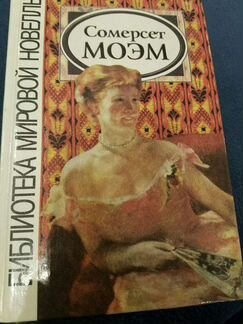 Сомерсет
МОЭМ
БИБЛИОТЕКА МИРОВОЙ НОВЕЛЛЫ